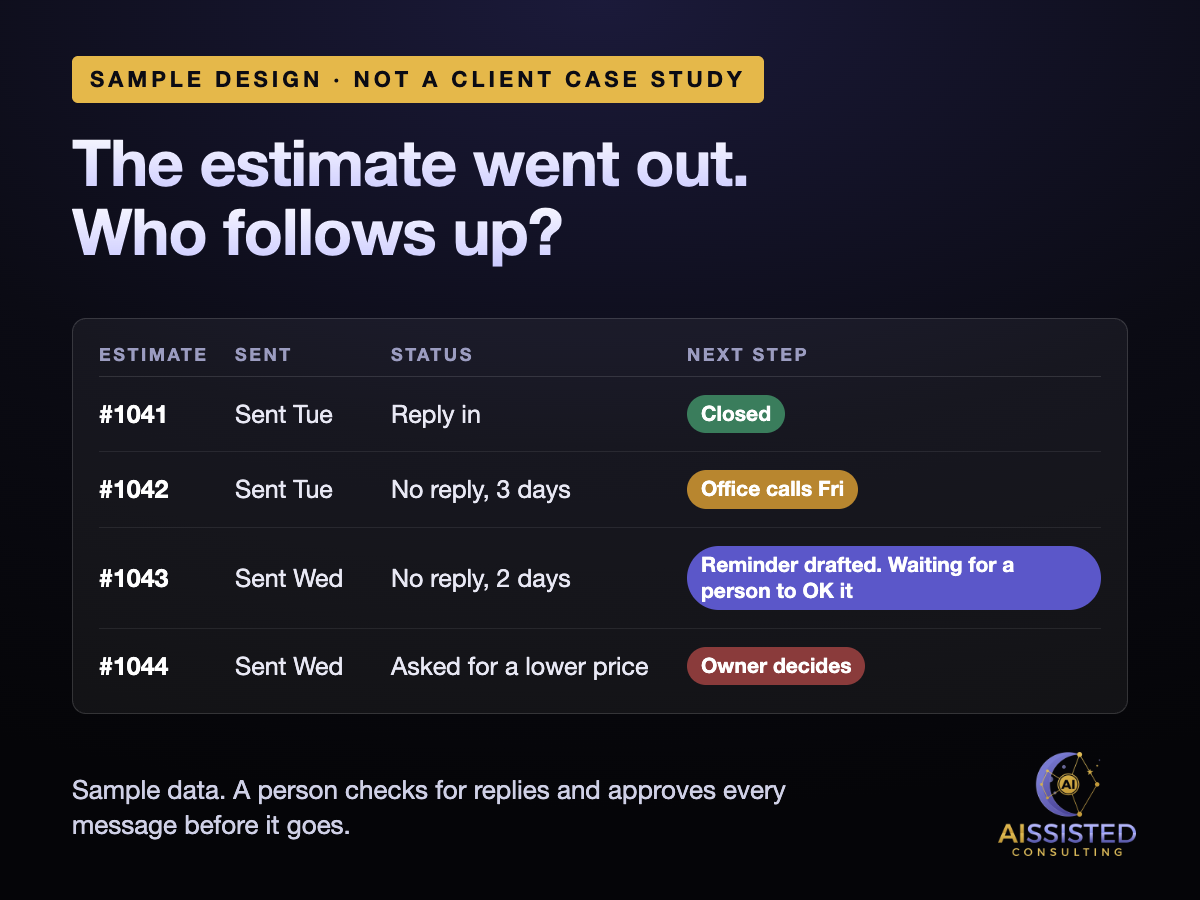 SAMPLE DESIGN · NOT A CLIENT CASE STUDY
The estimate went out.
Who follows up?
ESTIMATE SENT STATUS NEXT STEP
#1041 Sent Tue Reply in Closed
#1042 Sent Tue No reply, 3 days Office calls Fri
#1043 Sent Wed No reply, 2 days Reminder drafted. Waiting for a
person to OK it
#1044 Sent Wed Asked for a lower price Owner decides
Sample data. A person checks for replies and approves every
message before it goes.
AI
AISSISTED
CONSULTING